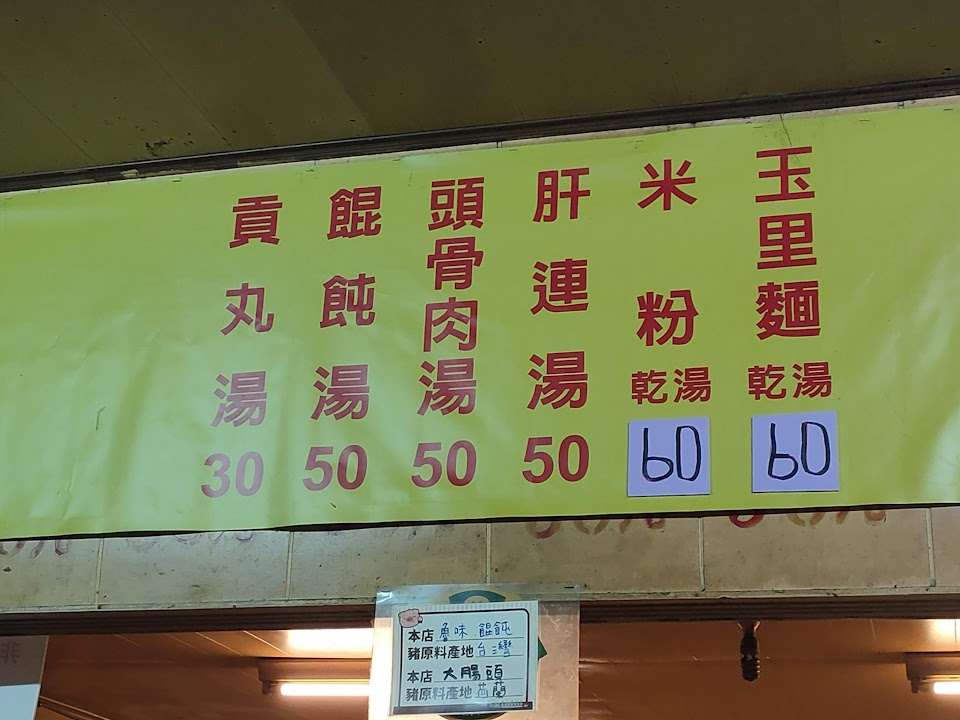 玉里麵
乾湯
60
米粉
乾湯
60
肝連湯
50
頭骨肉湯
50
餛飩湯
50
貢丸湯
30
本店 魯味.餛飩
豬原料產地 台灣
本店 大腸頭
豬原料產地 荷蘭